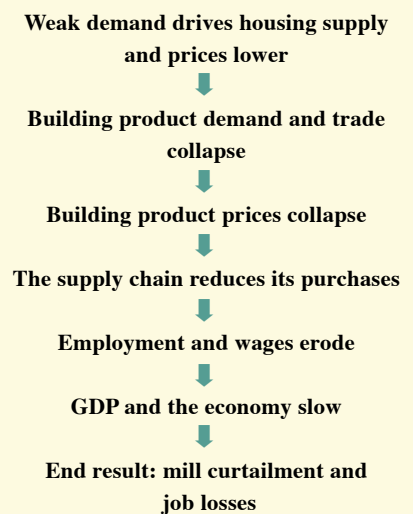 Weak demand drives housing supply
and prices lower
Building product demand and trade
collapse
Building product prices collapse
The supply chain reduces its purchases
Employment and wages erode
GDP and the economy slow
End result: mill curtailment and
job losses